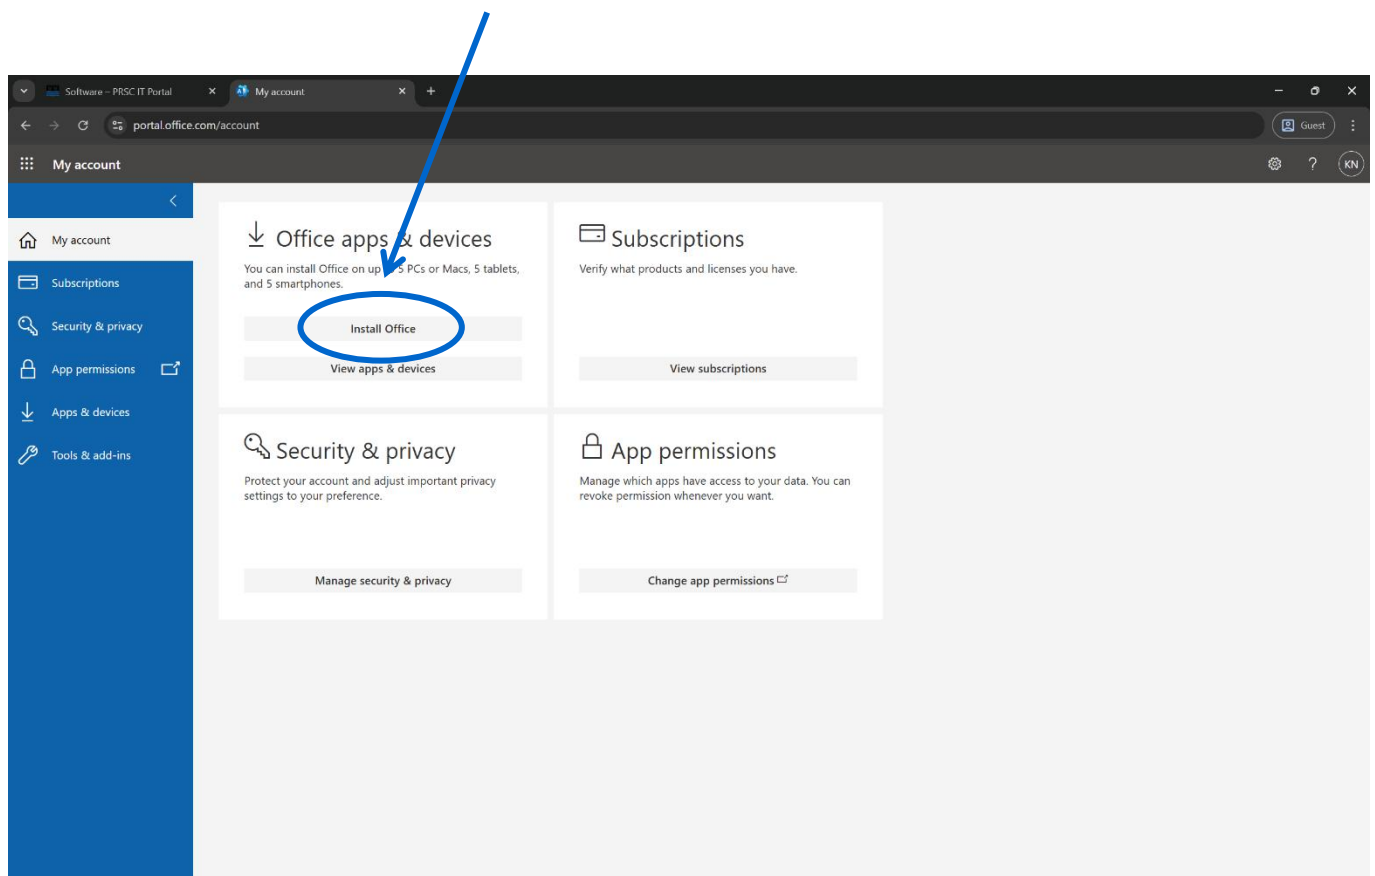 Software – PRSC IT Portal
My account
portal.office.com/account
Guest
My account
KN
My account
Subscriptions
Security & privacy
App permissions
Apps & devices
Tools & add-ins
Office apps & devices
You can install Office on up to 5 PCs or Macs, 5 tablets,
and 5 smartphones.
Install Office
View apps & devices
Subscriptions
Verify what products and licenses you have.
View subscriptions
Security & privacy
Protect your account and adjust important privacy
settings to your preference.
Manage security & privacy
App permissions
Manage which apps have access to your data. You can
revoke permission whenever you want.
Change app permissions